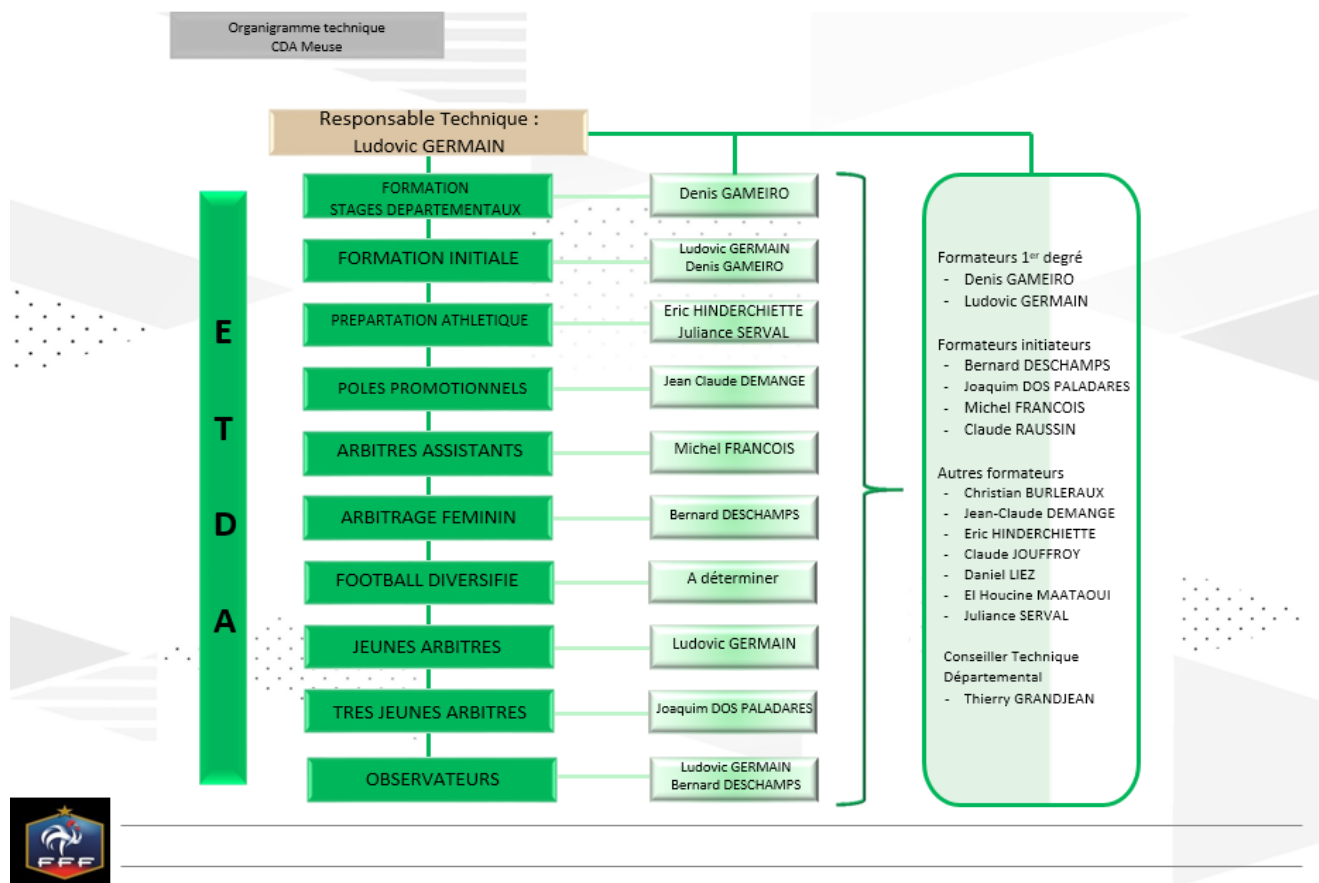 Organigramme technique
CDA Meuse
Responsable Technique :
Ludovic GERMAIN
E
T
D
A
FORMATION
STAGES DEPARTEMENTAUX
Denis GAMEIRO
FORMATION INITIALE
Ludovic GERMAIN
Denis GAMEIRO
PREPARTATION ATHLETIQUE
Eric HINDERCHIETTE
Juliance SERVAL
POLES PROMOTIONNELS
Jean Claude DEMANGE
ARBITRES ASSISTANTS
Michel FRANCOIS
ARBITRAGE FEMININ
Bernard DESCHAMPS
FOOTBALL DIVERSIFIE
A déterminer
JEUNES ARBITRES
Ludovic GERMAIN
TRES JEUNES ARBITRES
Joaquim DOS PALADARES
OBSERVATEURS
Ludovic GERMAIN
Bernard DESCHAMPS
Formateurs 1er degré
- Denis GAMEIRO
- Ludovic GERMAIN
Formateurs initiateurs
- Bernard DESCHAMPS
- Joaquim DOS PALADARES
- Michel FRANCOIS
- Claude RAUSSIN
Autres formateurs
- Christian BURLERAUX
- Jean-Claude DEMANGE
- Eric HINDERCHIETTE
- Claude JOUFFROY
- Daniel LIEZ
- El Houcine MAATAOUI
- Juliance SERVAL
Conseiller Technique
Départemental
- Thierry GRANDJEAN
FFF